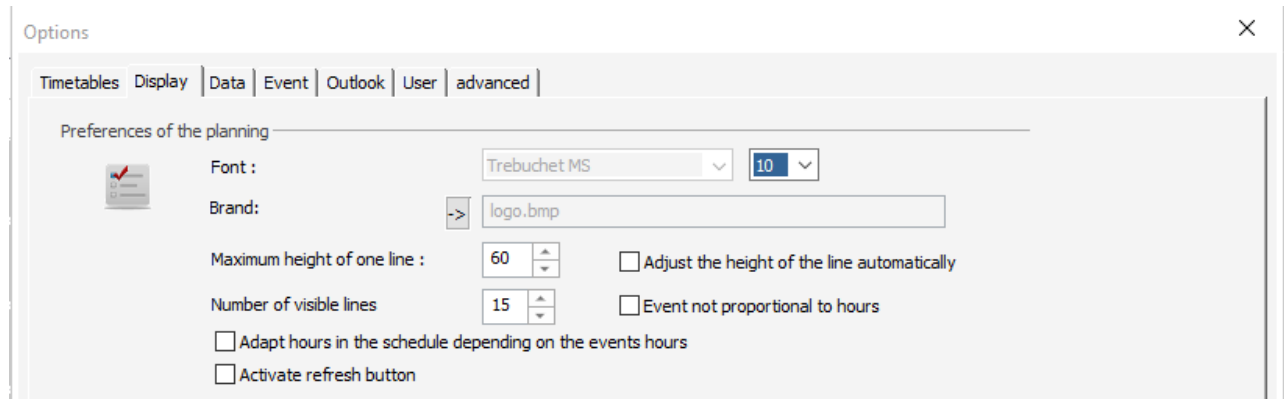 Options
Timetables Display Data Event Outlook User advanced
Preferences of the planning
Font : Trebuchet MS 10
Brand: -> logo.bmp
Maximum height of one line : 60 Adjust the height of the line automatically
Number of visible lines 15 Event not proportional to hours
Adapt hours in the schedule depending on the events hours
Activate refresh button